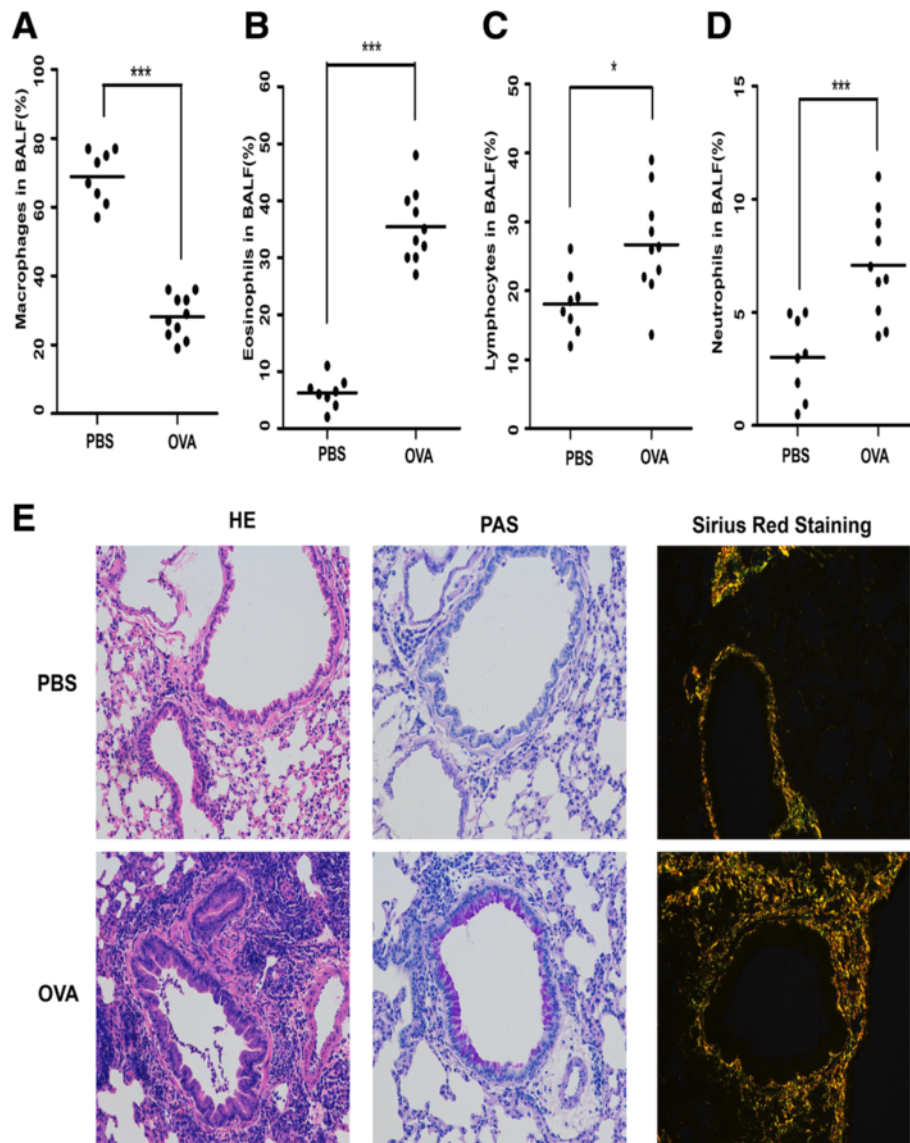 A
B
C
D
Macrophages in BALF(%)
100
80
60
40
20
0
***
PBS
OVA
Eosinophils in BALF(%)
60
50
40
30
20
10
0
***
PBS
OVA
Lymphocytes in BALF(%)
50
40
30
20
10
0
*
PBS
OVA
Neutrophils in BALF(%)
15
10
5
0
***
PBS
OVA
E
HE
PAS
Sirius Red Staining
PBS
OVA